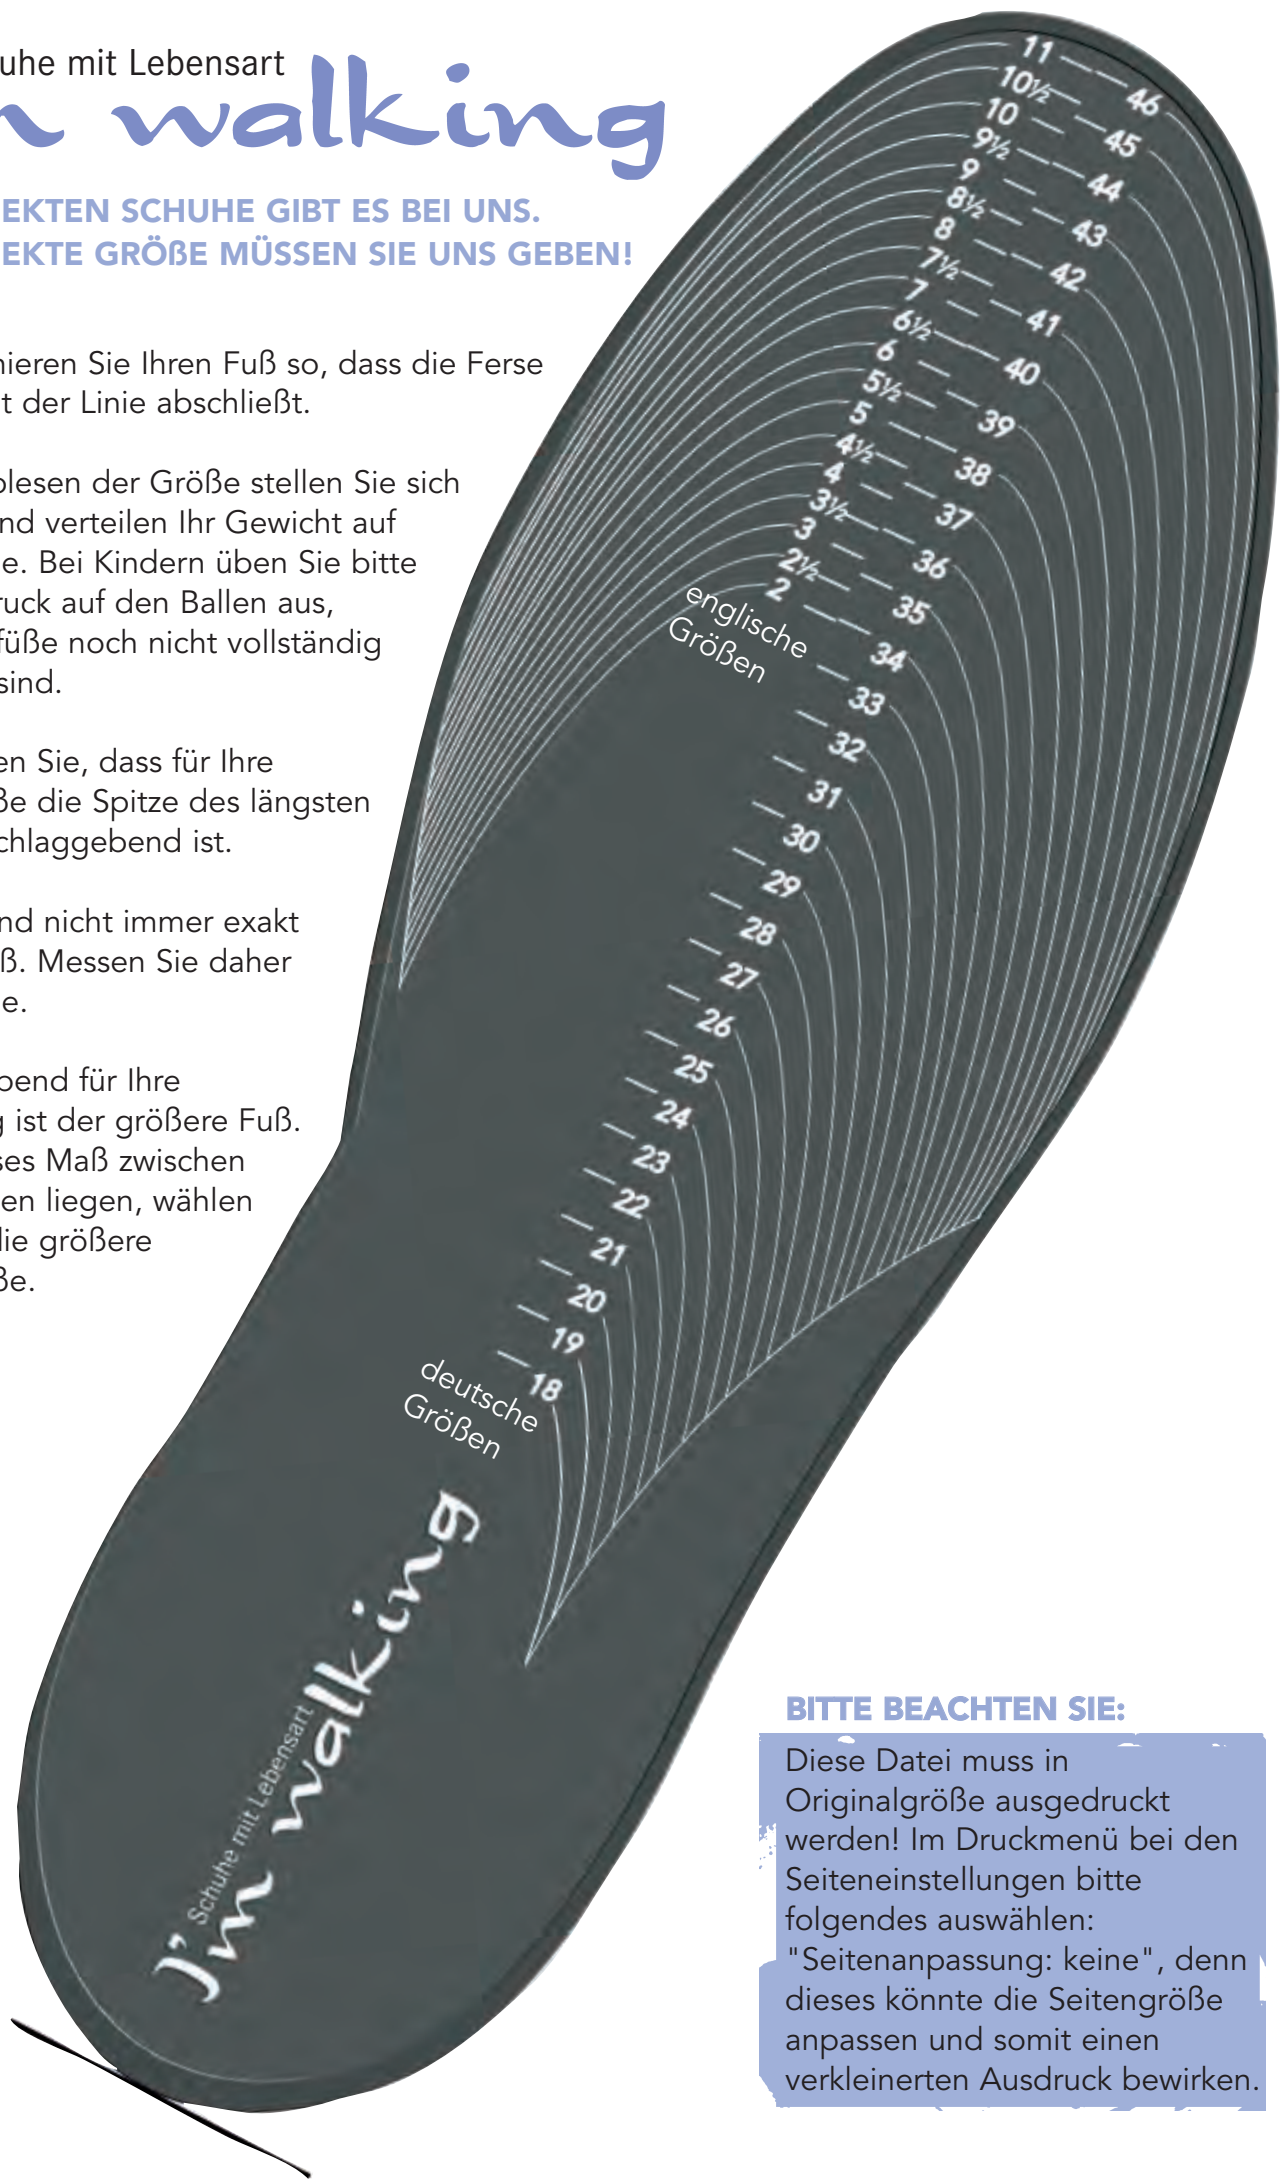 uhe mit Lebensart
walking
EKTEN SCHUHE GIBT ES BEI UNS.
EKTE GRÖßE MÜSSEN SIE UNS GEBEN!
ieren Sie Ihren Fuß so, dass die Ferse
t der Linie abschließt.
lesen der Größe stellen Sie sich
nd verteilen Ihr Gewicht auf
e. Bei Kindern üben Sie bitte
ruck auf den Ballen aus,
füße noch nicht vollständig
sind.
en Sie, dass für Ihre
ße die Spitze des längsten
chlaggebend ist.
nd nicht immer exakt
ß. Messen Sie daher
e.
bend für Ihre
g ist der größere Fuß.
ses Maß zwischen
en liegen, wählen
die größere
ße.
11
46
10½
10
45
9½
44
9
8½
43
8
42
7½
7
41
6½
40
6
5½
39
5
38
4½
4
37
3½
36
3
2½
35
2
englische
Größen
34
33
32
31
30
29
28
27
26
25
24
23
22
21
20
19
18
deutsche
Größen
Schuhe mit Lebensart
J'm walking
BITTE BEACHTEN SIE:
Diese Datei muss in
Originalgröße ausgedruckt
werden! Im Druckmenü bei den
Seiteneinstellungen bitte
folgendes auswählen:
"Seitenanpassung: keine", denn
dieses könnte die Seitengröße
anpassen und somit einen
verkleinerten Ausdruck bewirken.